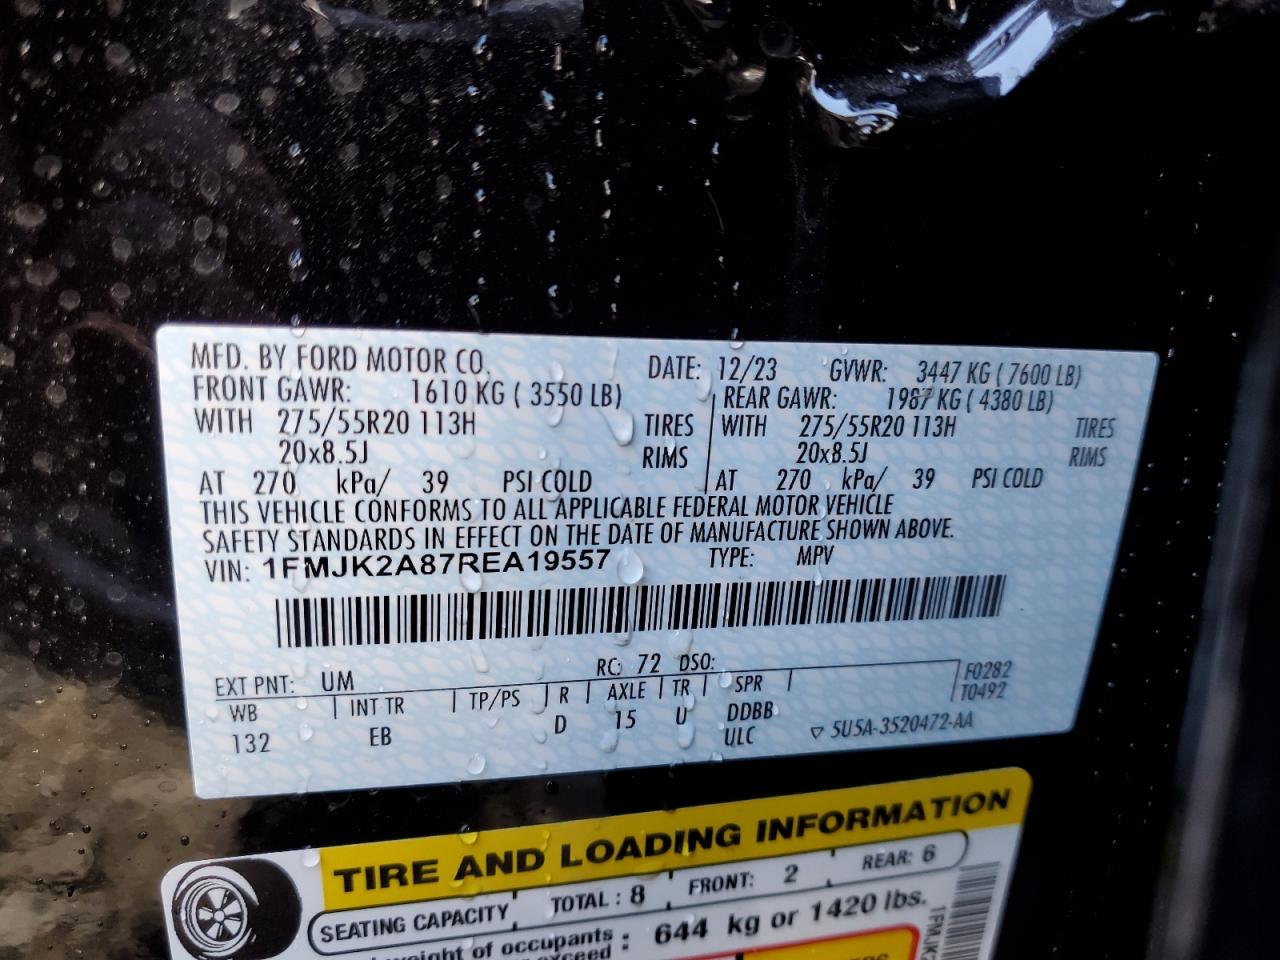 MFD. BY FORD MOTOR CO. DATE: 12/23 GVWR: 3447 KG ( 7600 LB)
FRONT GAWR: 1610 KG ( 3550 LB) REAR GAWR: 1987 KG ( 4380 LB)
WITH 275/55R20 113H TIRES WITH 275/55R20 113H TIRES
20x8.5J RIMS 20x8.5J RIMS
AT 270 kPa/ 39 PSI COLD AT 270 kPa/ 39 PSI COLD
THIS VEHICLE CONFORMS TO ALL APPLICABLE FEDERAL MOTOR VEHICLE
SAFETY STANDARDS IN EFFECT ON THE DATE OF MANUFACTURE SHOWN ABOVE.
VIN: 1FMJK2A87REA19557 TYPE: MPV
EXT PNT: UM RC: 72 DSO: F0282
WB INT TR TP/PS R AXLE TR SPR T0492
132 EB D 15 U DDBB
ULC ▽ 5U5A-3520472-AA
TIRE AND LOADING INFORMATION
SEATING CAPACITY TOTAL : 8 FRONT: 2 REAR: 6
weight of occupants : 644 kg or 1420 lbs.
exceed
1FMJK